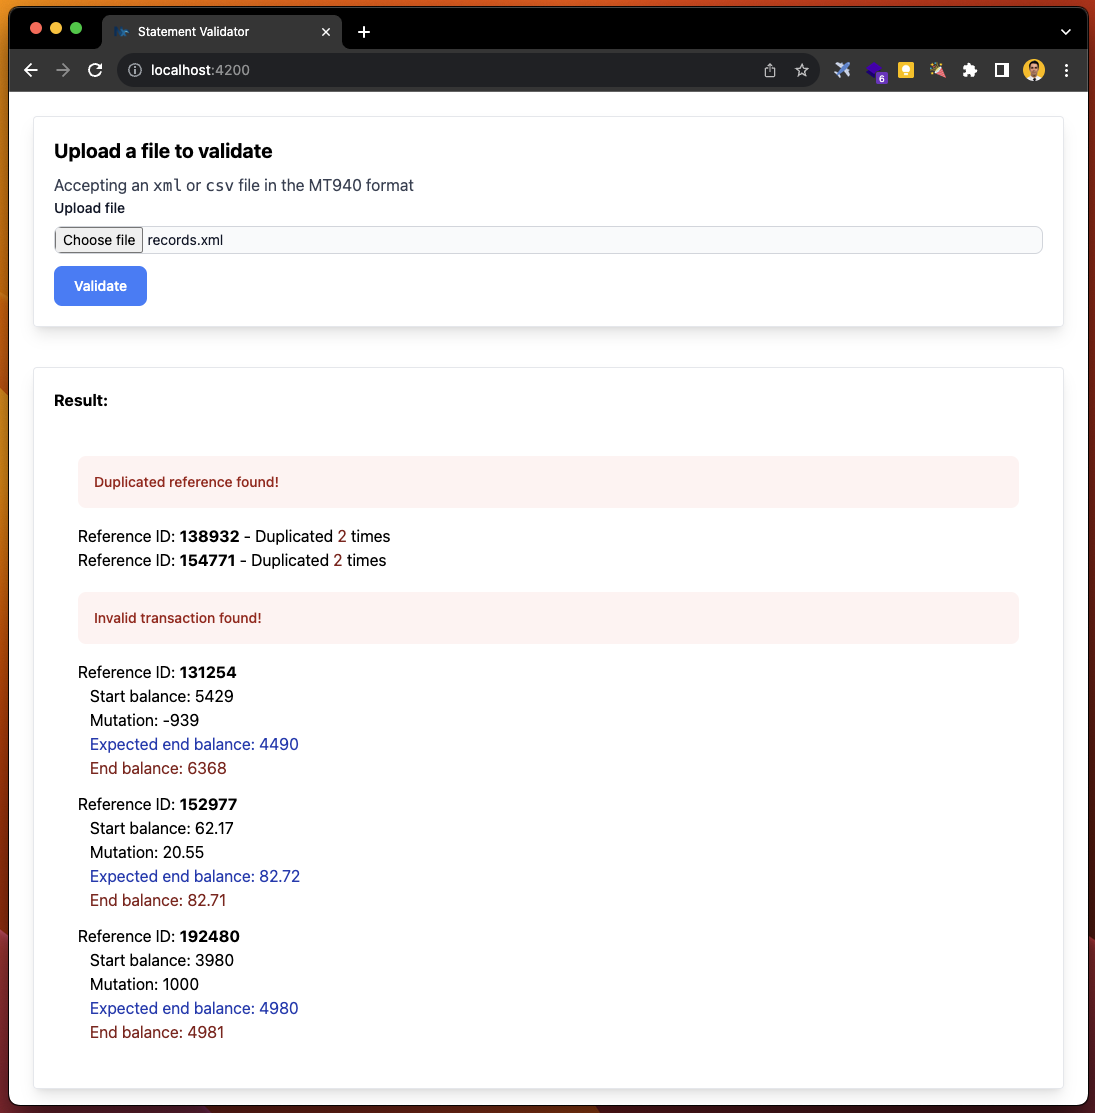 Statement Validator
localhost:4200
6
Upload a file to validate
Accepting an xml or csv file in the MT940 format
Upload file
Choose file records.xml
Validate
Result:
Duplicated reference found!
Reference ID: 138932 - Duplicated 2 times
Reference ID: 154771 - Duplicated 2 times
Invalid transaction found!
Reference ID: 131254
Start balance: 5429
Mutation: -939
Expected end balance: 4490
End balance: 6368
Reference ID: 152977
Start balance: 62.17
Mutation: 20.55
Expected end balance: 82.72
End balance: 82.71
Reference ID: 192480
Start balance: 3980
Mutation: 1000
Expected end balance: 4980
End balance: 4981